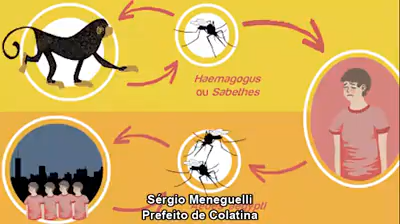 Haemagogus
ou Sabethes
Sérgio Meneguelli
Prefeito de Colatina